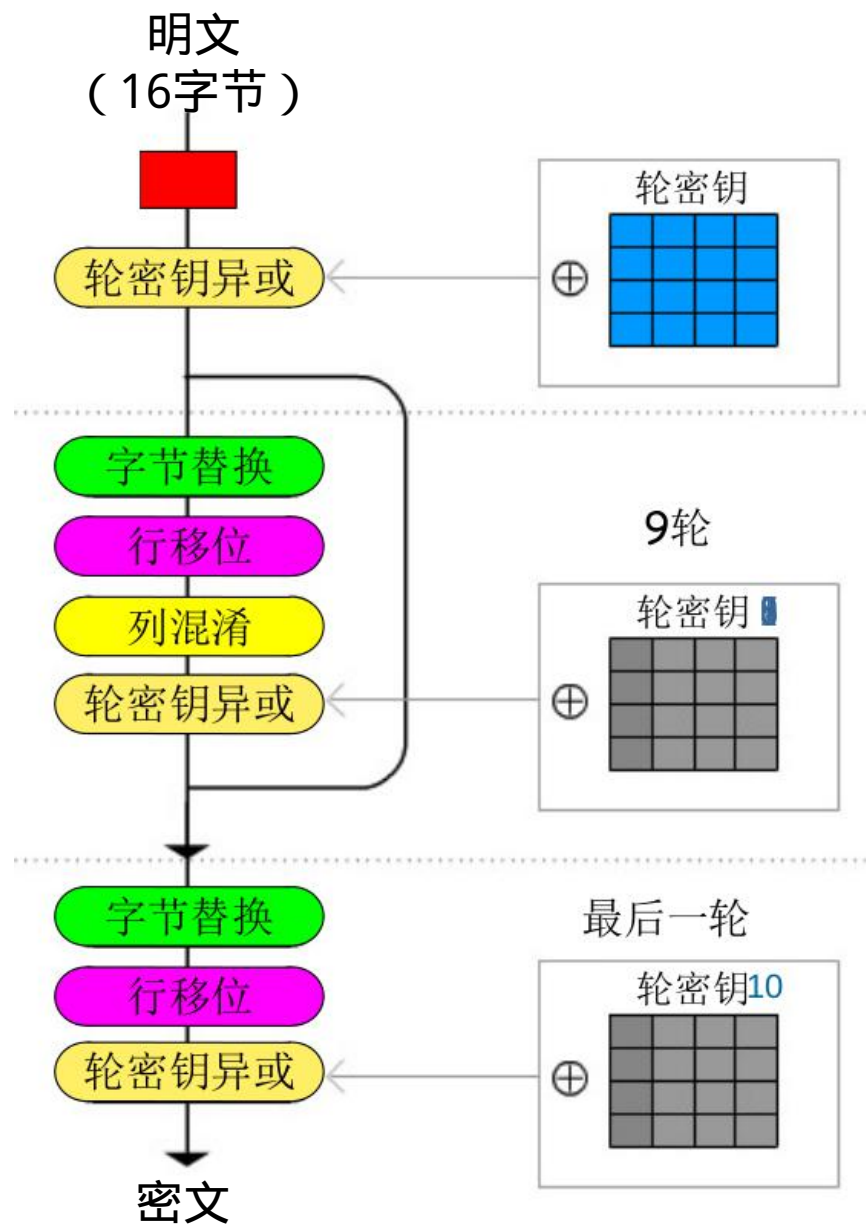 明文
（16字节）
轮密钥
轮密钥异或
字节替换
行移位
9轮
列混淆
轮密钥
轮密钥异或
字节替换
最后一轮
行移位
轮密钥10
轮密钥异或
密文